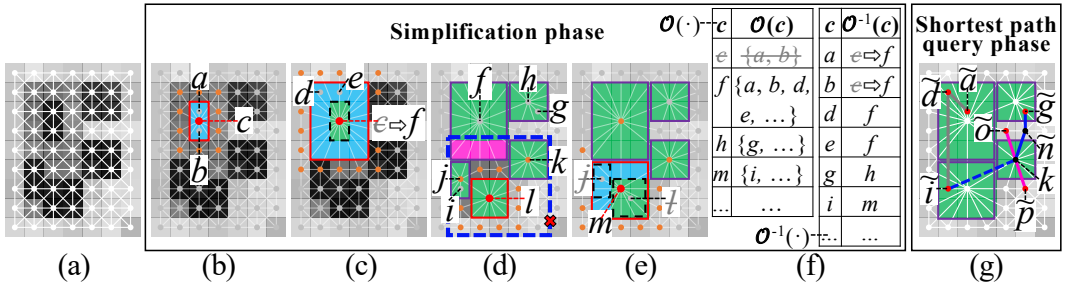 Simplification phase
Shortest path
query phase
a
b
c
d
e
c⇨f
f
h
g
j
i
k
l
j
m
l
𝒪(·)
c 𝒪(c)
c {a, b}
f {a, b, d,
e, …}
h {g, …}
m {i, …}
... …
c 𝒪⁻¹(c)
a c⇨f
b c⇨f
d f
e f
g h
i m
... …
𝒪⁻¹(·)
d̃
ã
g̃
õ
ñ
k
ĩ
p̃
(a)
(b)
(c)
(d)
(e)
(f)
(g)